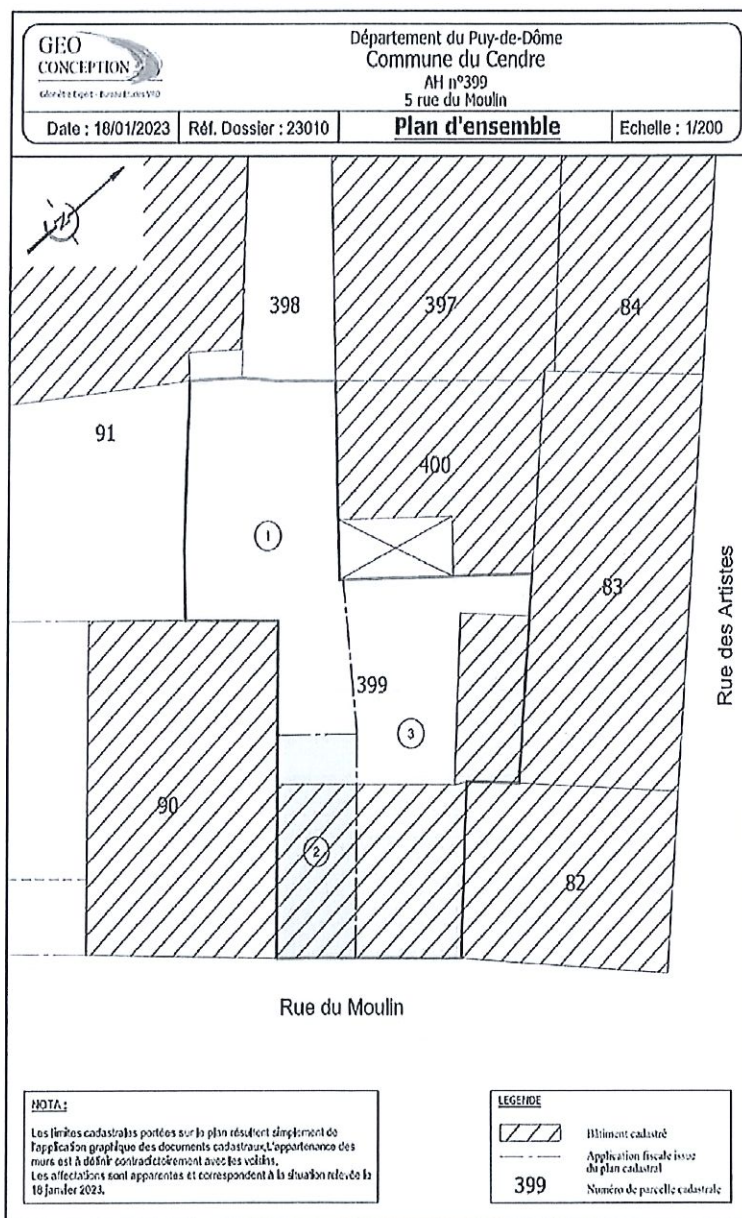 GEO
CONCEPTION
Département du Puy-de-Dôme
Commune du Cendre
AH n°399
5 rue du Moulin
Date : 18/01/2023
Réf. Dossier : 23010
Plan d'ensemble
Echelle : 1/200
398
397
84
91
400
1
83
Rue des Artistes
399
3
90
2
82
Rue du Moulin
NOTA :
Les limites cadastrales portées sur le plan résultent simplement de
l'application graphique des documents cadastraux. L'appartenance des
murs est à définir contradictoirement avec les voisins.
Les affectations sont apparentes et correspondent à la situation relevée le
18 janvier 2023.
LEGENDE
Bâtiment cadastré
Application fiscale issue
du plan cadastral
399 Numéro de parcelle cadastrale